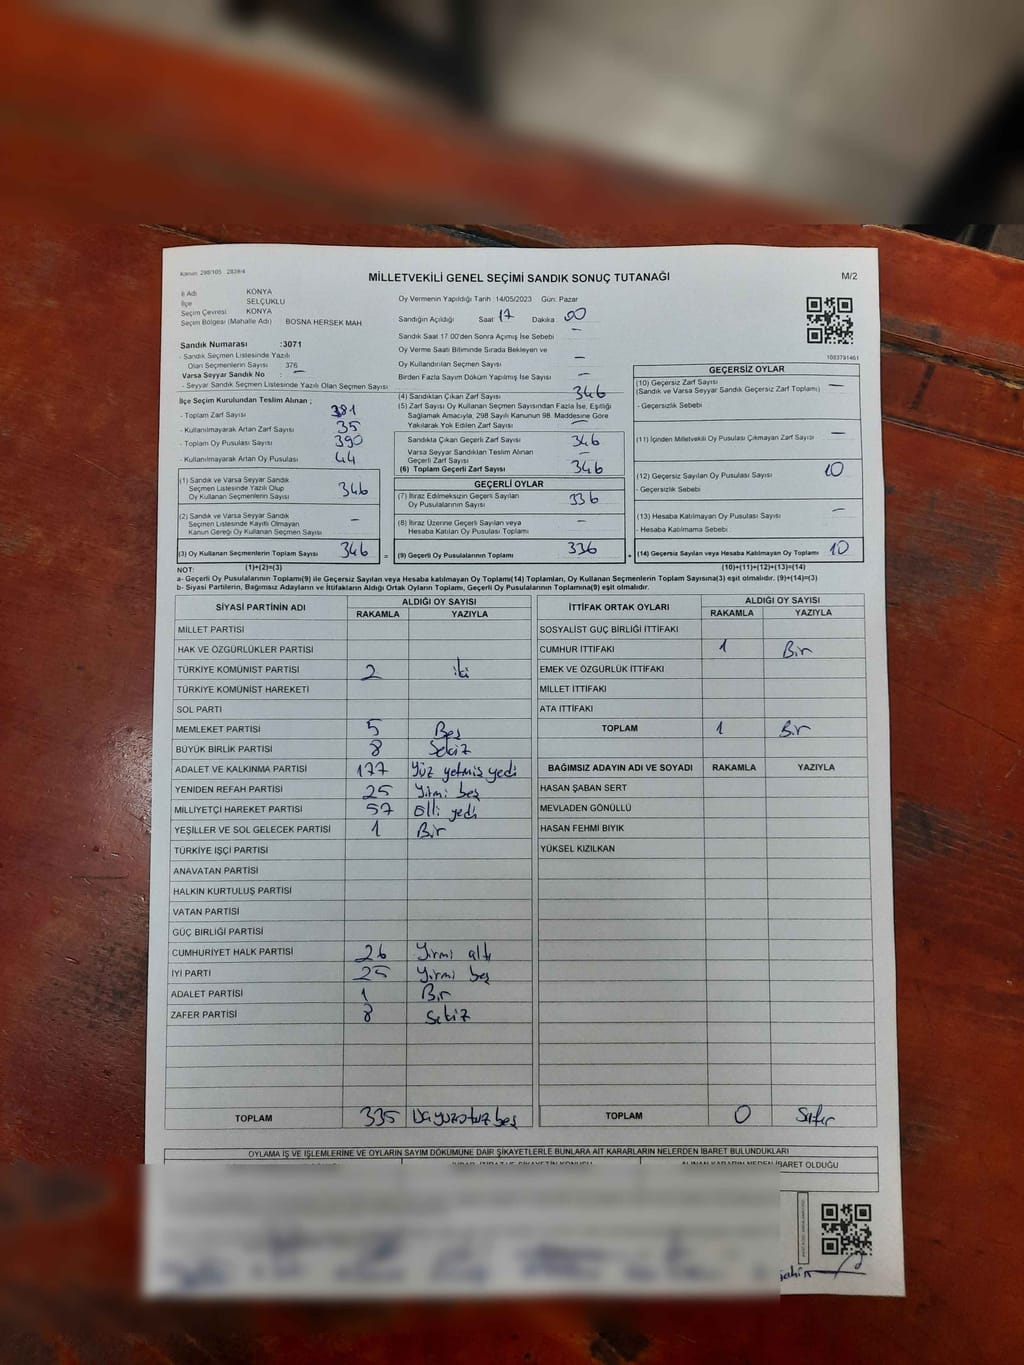 Kanun: 298/105 2839/4
MİLLETVEKİLİ GENEL SEÇİMİ SANDIK SONUÇ TUTANAĞI
M/2
İl Adı KONYA
İlçe SELÇUKLU
Seçim Çevresi KONYA
Seçim Bölgesi (Mahalle Adı) BOSNA HERSEK MAH
Sandık Numarası :3071
- Sandık Seçmen Listesinde Yazılı
Olan Seçmenlerin Sayısı 376
Varsa Seyyar Sandık No : –
- Seyyar Sandık Seçmen Listesinde Yazılı Olan Seçmen Sayısı
İlçe Seçim Kurulundan Teslim Alınan ;
- Toplam Zarf Sayısı 381
- Kullanılmayarak Artan Zarf Sayısı 35
- Toplam Oy Pusulası Sayısı 390
- Kullanılmayarak Artan Oy Pusulası 44
(1) Sandık ve Varsa Seyyar Sandık
Seçmen Listesinde Yazılı Olup
Oy Kullanan Seçmenlerin Sayısı 346
(2) Sandık ve Varsa Seyyar Sandık
Seçmen Listesinde Kayıtlı Olmayan
Kanun Gereği Oy Kullanan Seçmen Sayısı –
(3) Oy Kullanan Seçmenlerin Toplam Sayısı 346 =
(1)+(2)=(3)
Oy Vermenin Yapıldığı Tarih 14/05/2023 Gün: Pazar
Sandığın Açıldığı Saat 17 Dakika 00
Sandık Saat 17:00'den Sonra Açımış İse Sebebi –
Oy Verme Saati Bitiminde Sırada Bekleyen ve
Oy Kullandırılan Seçmen Sayısı –
Birden Fazla Sayım Döküm Yapılmış İse Sayısı –
(4) Sandıktan Çıkan Zarf Sayısı 346
(5) Zarf Sayısı Oy Kullanan Seçmen Sayısından Fazla İse, Eşitliği
Sağlamak Amacıyla; 298 Sayılı Kanunun 98. Maddesine Göre
Yakılarak Yok Edilen Zarf Sayısı –
Sandıkta Çıkan Geçerli Zarf Sayısı 346
Varsa Seyyar Sandıktan Teslim Alınan
Geçerli Zarf Sayısı –
(6) Toplam Geçerli Zarf Sayısı 346
GEÇERLİ OYLAR
(7) İtiraz Edilmeksizin Geçerli Sayılan
Oy Pusulalarının Sayısı 336
(8) İtiraz Üzerine Geçerli Sayılan veya
Hesaba Katılan Oy Pusulası Toplamı –
(9) Geçerli Oy Pusulalarının Toplamı 336 +
1083791461
GEÇERSİZ OYLAR
(10) Geçersiz Zarf Sayısı
(Sandık ve Varsa Seyyar Sandık Geçersiz Zarf Toplamı) –
- Geçersizlik Sebebi
(11) İçinden Milletvekili Oy Pusulası Çıkmayan Zarf Sayısı –
(12) Geçersiz Sayılan Oy Pusulası Sayısı 10
- Geçersizlik Sebebi
(13) Hesaba Katılmayan Oy Pusulası Sayısı –
- Hesaba Katılmama Sebebi
(14) Geçersiz Sayılan veya Hesaba Katılmayan Oy Toplamı 10
(10)+(11)+(12)+(13)=(14)
NOT:
a- Geçerli Oy Pusulalarının Toplamı(9) ile Geçersiz Sayılan veya Hesaba katılmayan Oy Toplamı(14) Toplamları, Oy Kullanan Seçmenlerin Toplam Sayısına(3) eşit olmalıdır. (9)+(14)=(3)
b- Siyasi Partilerin, Bağımsız Adayların ve İttifakların Aldığı Ortak Oyların Toplamı, Geçerli Oy Pusulalarının Toplamına(9) eşit olmalıdır.
SİYASİ PARTİNİN ADI ALDIĞI OY SAYISI
RAKAMLA YAZIYLA
MİLLET PARTİSİ
HAK VE ÖZGÜRLÜKLER PARTİSİ
TÜRKİYE KOMÜNİST PARTİSİ 2 iki
TÜRKİYE KOMÜNİST HAREKETİ
SOL PARTİ
MEMLEKET PARTİSİ 5 Beş
BÜYÜK BİRLİK PARTİSİ 8 Sekiz
ADALET VE KALKINMA PARTİSİ 177 Yüz yetmiş yedi
YENİDEN REFAH PARTİSİ 25 Yirmi beş
MİLLİYETÇİ HAREKET PARTİSİ 57 Elli yedi
YEŞİLLER VE SOL GELECEK PARTİSİ 1 Bir
TÜRKİYE İŞÇİ PARTİSİ
ANAVATAN PARTİSİ
HALKIN KURTULUŞ PARTİSİ
VATAN PARTİSİ
GÜÇ BİRLİĞİ PARTİSİ
CUMHURİYET HALK PARTİSİ 26 Yirmi altı
İYİ PARTİ 25 Yirmi beş
ADALET PARTİSİ 1 Bir
ZAFER PARTİSİ 8 Sekiz
TOPLAM 335 üçyüzotuzbeş
İTTİFAK ORTAK OYLARI ALDIĞI OY SAYISI
RAKAMLA YAZIYLA
SOSYALİST GÜÇ BİRLİĞİ İTTİFAKI
CUMHUR İTTİFAKI 1 Bir
EMEK VE ÖZGÜRLÜK İTTİFAKI
MİLLET İTTİFAKI
ATA İTTİFAKI
TOPLAM 1 Bir
BAĞIMSIZ ADAYIN ADI VE SOYADI RAKAMLA YAZIYLA
HASAN ŞABAN SERT
MEVLADEN GÖNÜLLÜ
HASAN FEHMİ BIYIK
YÜKSEL KIZILKAN
TOPLAM 0 Sıfır
OYLAMA İŞ VE İŞLEMLERİNE VE OYLARIN SAYIM DÖKÜMÜNE DAİR ŞİKAYETLERLE BUNLARA AİT KARARLARIN NELERDEN İBARET BULUNDUKLARI
ALINAN KARARIN NEDEN İBARET OLDUĞU